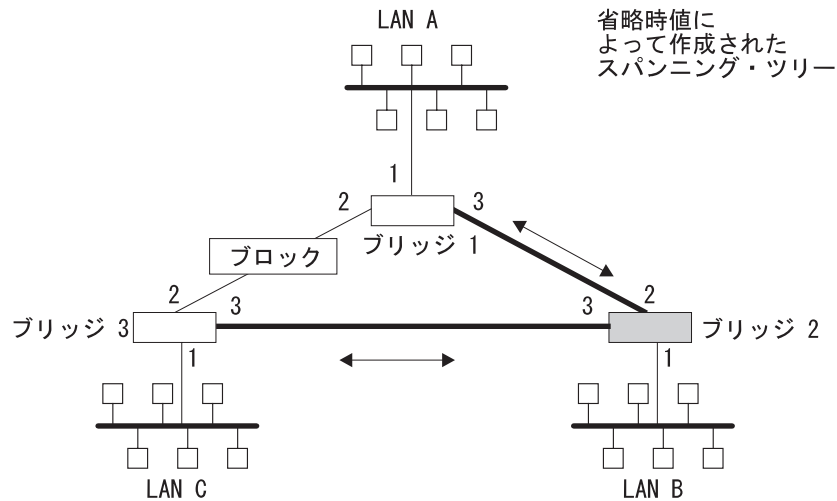 LAN A
省略時値に
よって作成された
スパンニング・ツリー
1
2
3
ブリッジ 1
ブロック
2
3
3
2
ブリッジ 3
ブリッジ 2
1
1
LAN C
LAN B